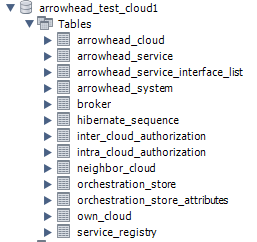 arrowhead_test_cloud1
Tables
arrowhead_cloud
arrowhead_service
arrowhead_service_interface_list
arrowhead_system
broker
hibernate_sequence
inter_cloud_authorization
intra_cloud_authorization
neighbor_cloud
orchestration_store
orchestration_store_attributes
own_cloud
service_registry